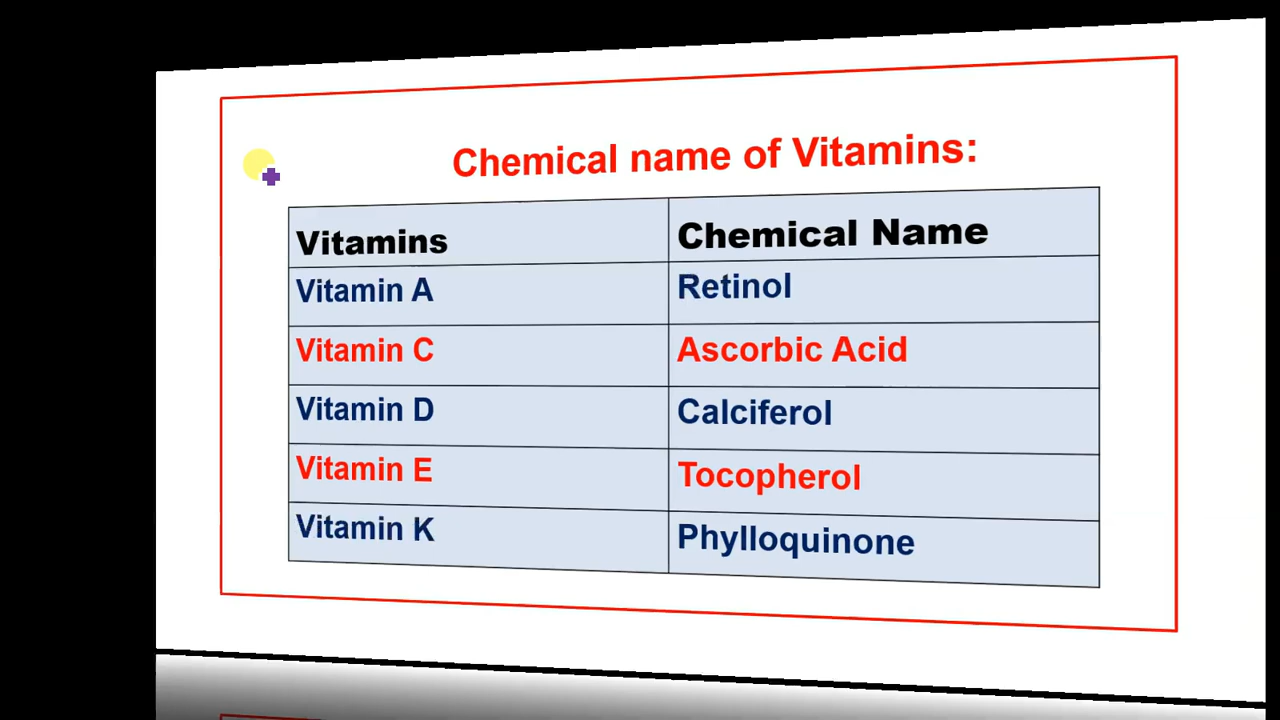 Chemical name of Vitamins:
Vitamins Chemical Name
Vitamin A Retinol
Vitamin C Ascorbic Acid
Vitamin D Calciferol
Vitamin E Tocopherol
Vitamin K Phylloquinone